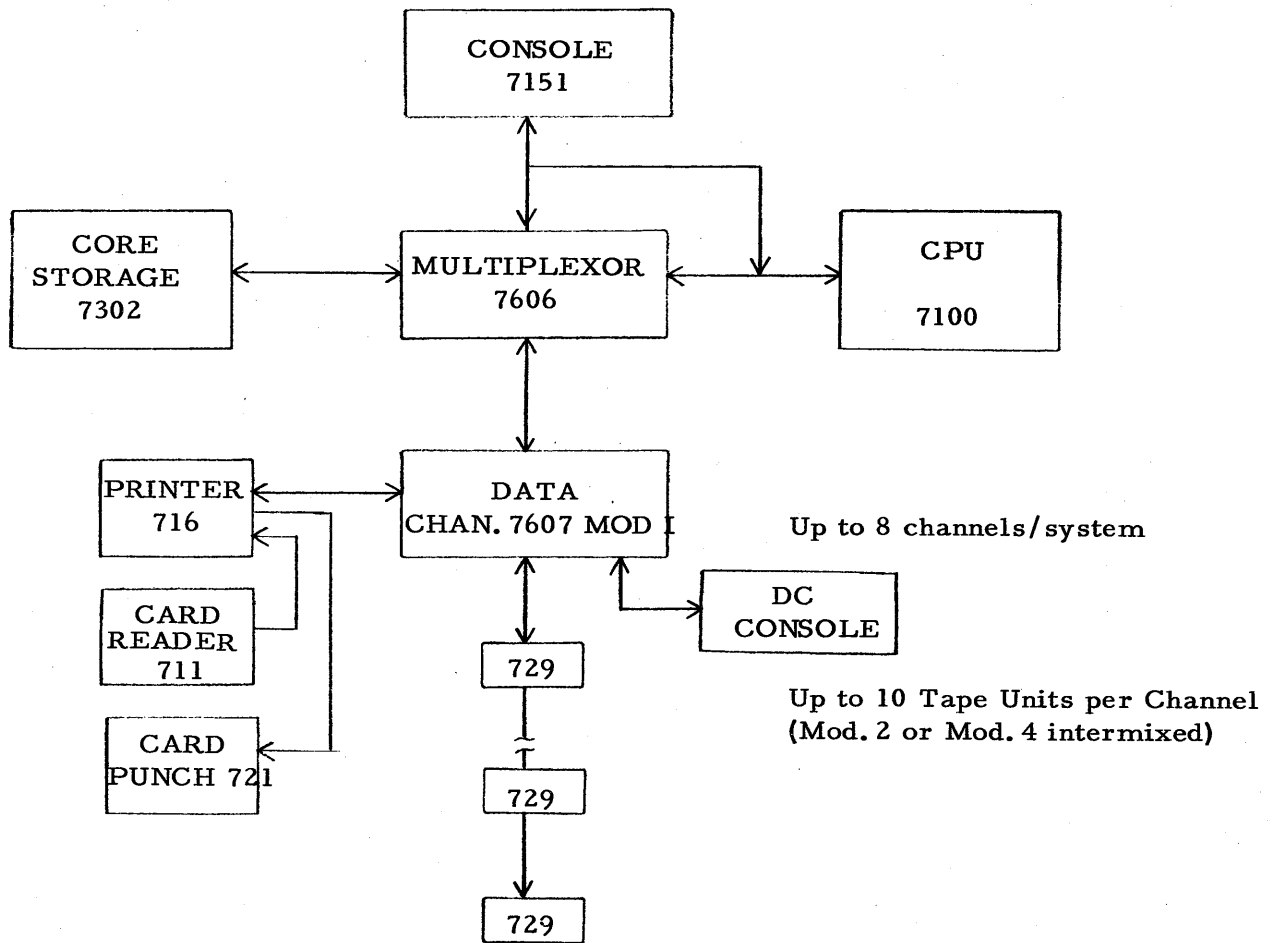 CONSOLE
7151
CORE
STORAGE
7302
MULTIPLEXOR
7606
CPU
7100
PRINTER
716
DATA
CHAN. 7607 MOD I
Up to 8 channels/system
CARD
READER
711
DC
CONSOLE
729
Up to 10 Tape Units per Channel
(Mod. 2 or Mod. 4 intermixed)
CARD
PUNCH 721
729
729